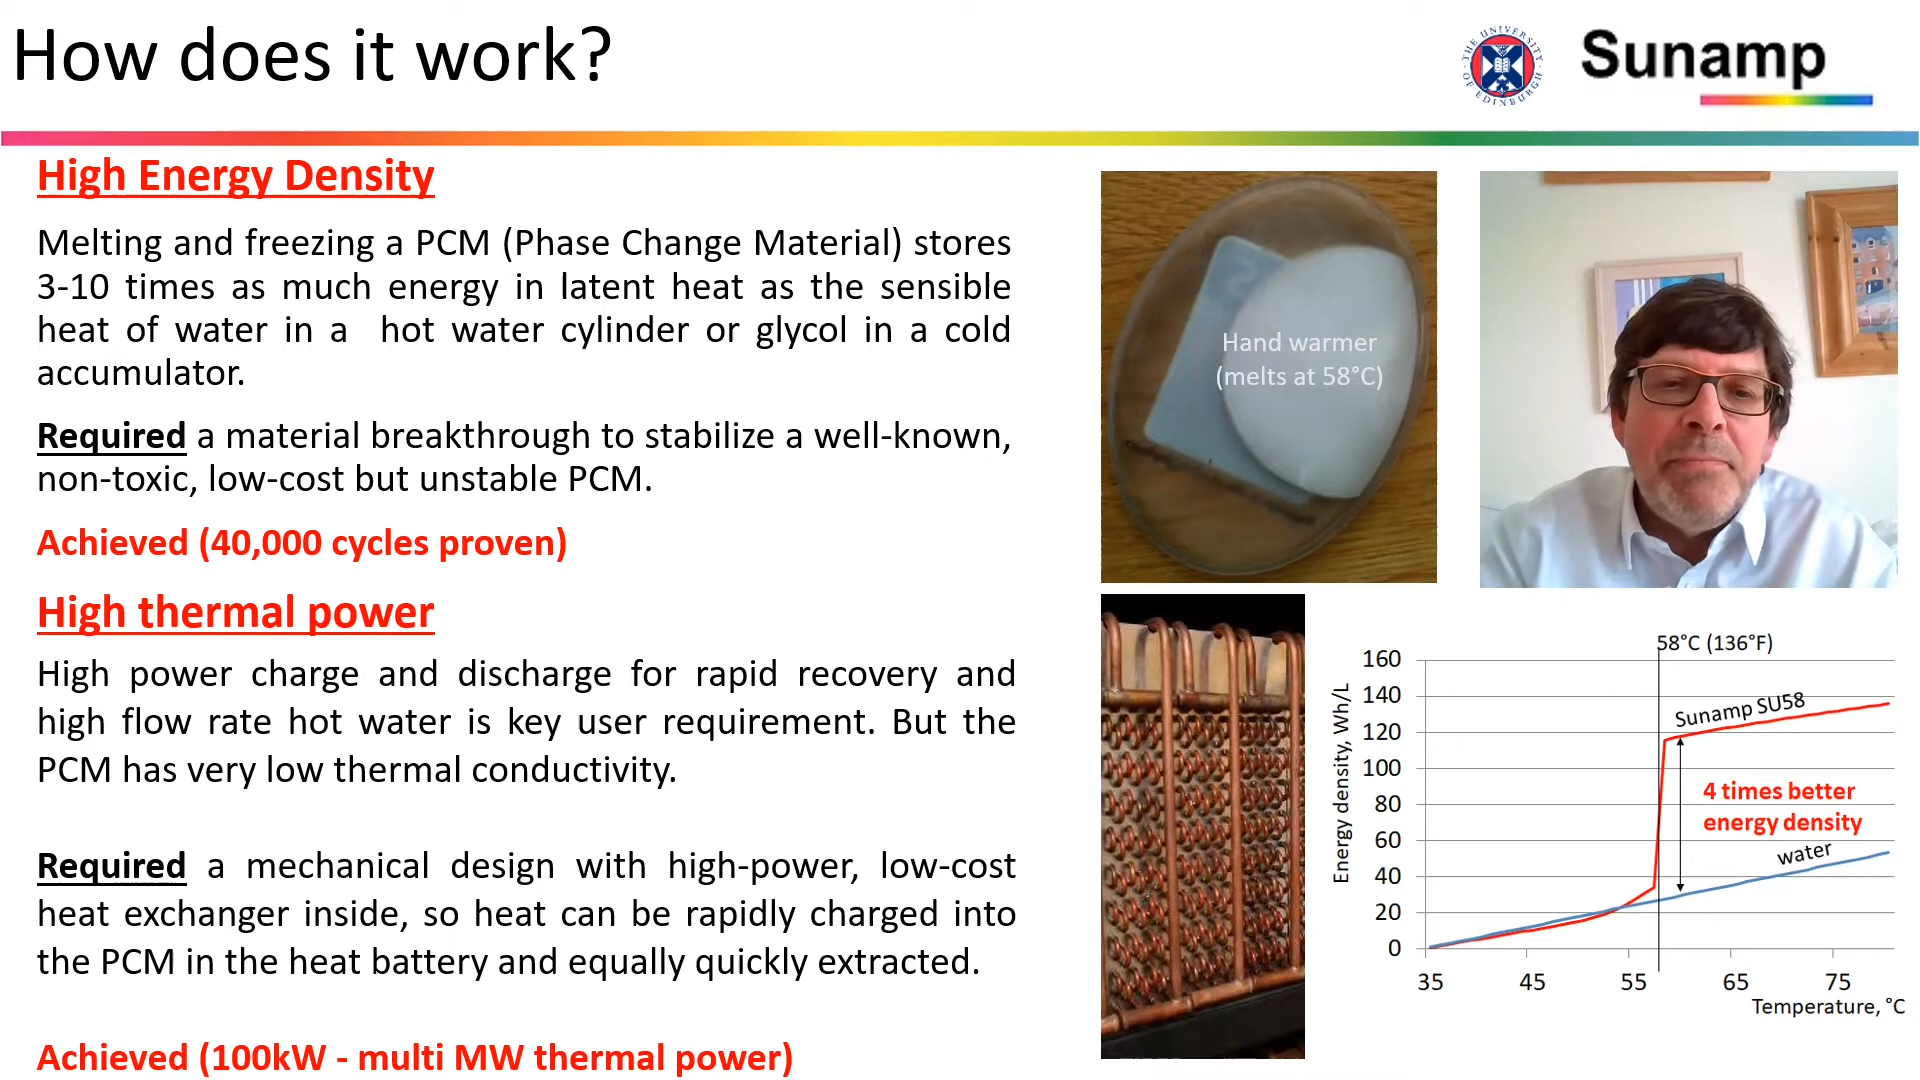 How does it work?
THE UNIVERSITY OF EDINBURGH
Sunamp
High Energy Density
Melting and freezing a PCM (Phase Change Material) stores
3-10 times as much energy in latent heat as the sensible
heat of water in a hot water cylinder or glycol in a cold
accumulator.
Required a material breakthrough to stabilize a well-known,
non-toxic, low-cost but unstable PCM.
Achieved (40,000 cycles proven)
High thermal power
High power charge and discharge for rapid recovery and
high flow rate hot water is key user requirement. But the
PCM has very low thermal conductivity.
Required a mechanical design with high-power, low-cost
heat exchanger inside, so heat can be rapidly charged into
the PCM in the heat battery and equally quickly extracted.
Achieved (100kW - multi MW thermal power)
Hand warmer
(melts at 58°C)
58°C (136°F)
Energy density, Wh/L
160
140
120
100
80
60
40
20
0
Sunamp SU58
4 times better
energy density
water
35 45 55 65 75
Temperature, °C